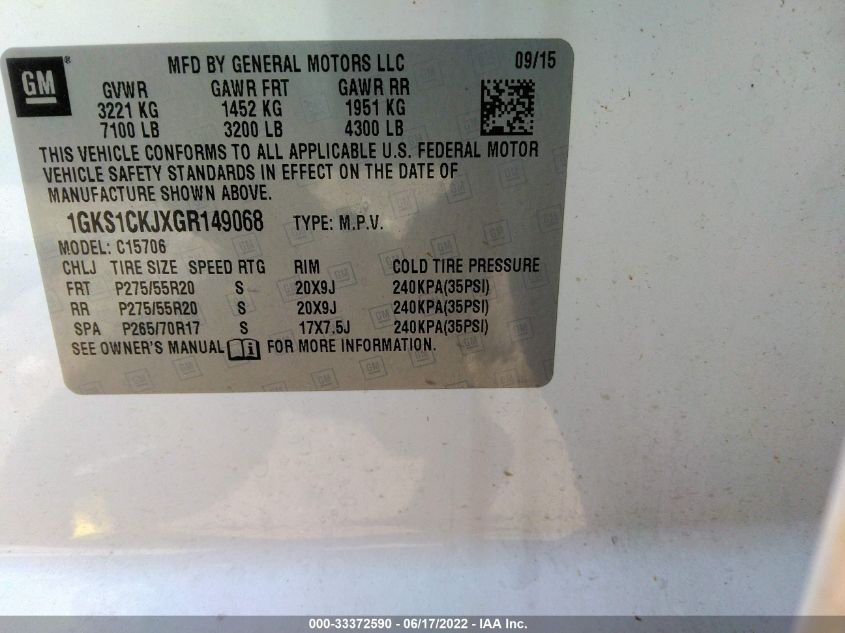 GM® MFD BY GENERAL MOTORS LLC 09/15
GVWR GAWR FRT GAWR RR
3221 KG 1452 KG 1951 KG
7100 LB 3200 LB 4300 LB
THIS VEHICLE CONFORMS TO ALL APPLICABLE U.S. FEDERAL MOTOR
VEHICLE SAFETY STANDARDS IN EFFECT ON THE DATE OF
MANUFACTURE SHOWN ABOVE.
1GKS1CKJXGR149068 TYPE: M.P.V.
MODEL: C15706
CHLJ TIRE SIZE SPEED RTG RIM COLD TIRE PRESSURE
FRT P275/55R20 S 20X9J 240KPA(35PSI)
RR P275/55R20 S 20X9J 240KPA(35PSI)
SPA P265/70R17 S 17X7.5J 240KPA(35PSI)
SEE OWNER'S MANUAL FOR MORE INFORMATION.
000-33372590 - 06/17/2022 - IAA Inc.